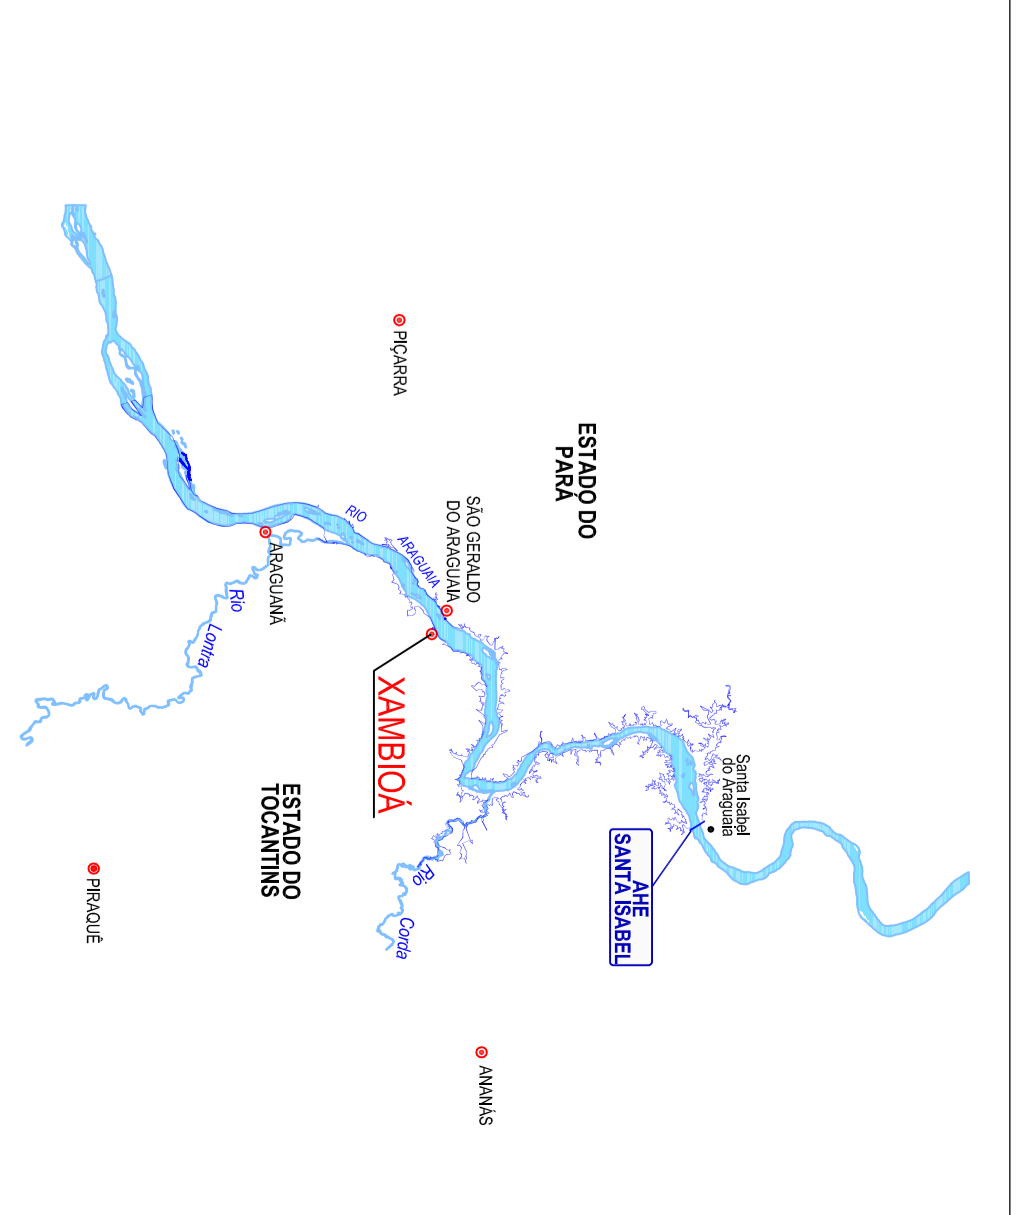 Santa Isabel
do Araguaia
AHE
SANTA ISABEL
ESTADO DO
PARÁ
SÃO GERALDO
DO ARAGUAIA
ANANÁS
PIÇARRA
RIO
ARAGUAIA
XAMBIOÁ
Rio
Corda
ARAGUANÃ
ESTADO DO
TOCANTINS
Rio
Lontra
PIRAQUÊ